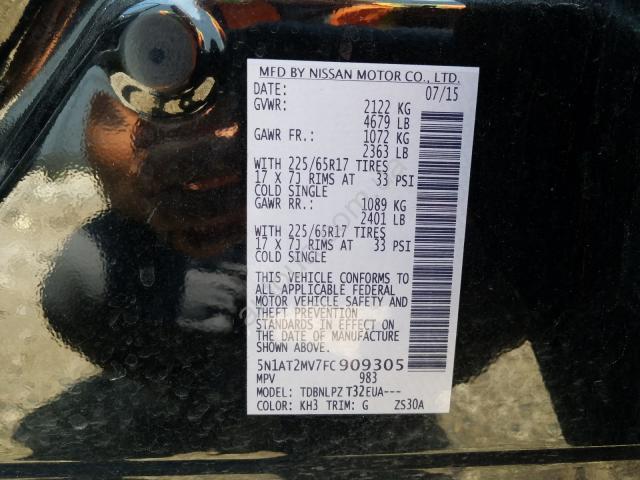 MFD BY NISSAN MOTOR CO., LTD.
DATE: 07/15
GVWR: 2122 KG
4679 LB
GAWR FR.: 1072 KG
2363 LB
WITH 225/65R17 TIRES
17 X 7J RIMS AT 33 PSI
COLD SINGLE
GAWR RR.: 1089 KG
2401 LB
WITH 225/65R17 TIRES
17 X 7J RIMS AT 33 PSI
COLD SINGLE
THIS VEHICLE CONFORMS TO
ALL APPLICABLE FEDERAL
MOTOR VEHICLE SAFETY AND
THEFT PREVENTION
STANDARDS IN EFFECT ON
THE DATE OF MANUFACTURE
SHOWN ABOVE.
5N1AT2MV7FC909305
MPV 983
MODEL: TDBNLPZ T32EUA---
COLOR: KH3 TRIM: G ZS30A